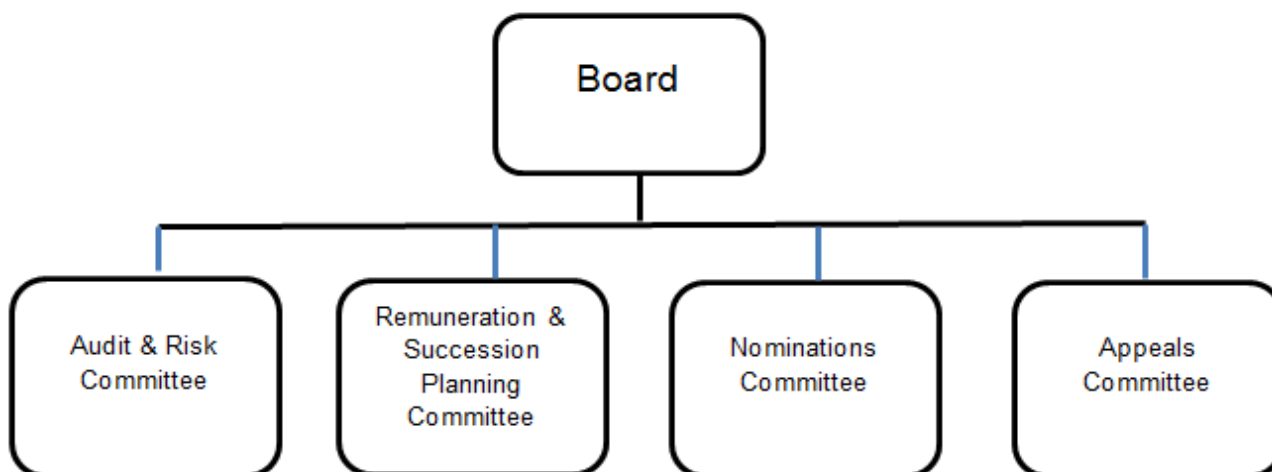 Board
Audit & Risk
Committee
Remuneration &
Succession
Planning
Committee
Nominations
Committee
Appeals
Committee